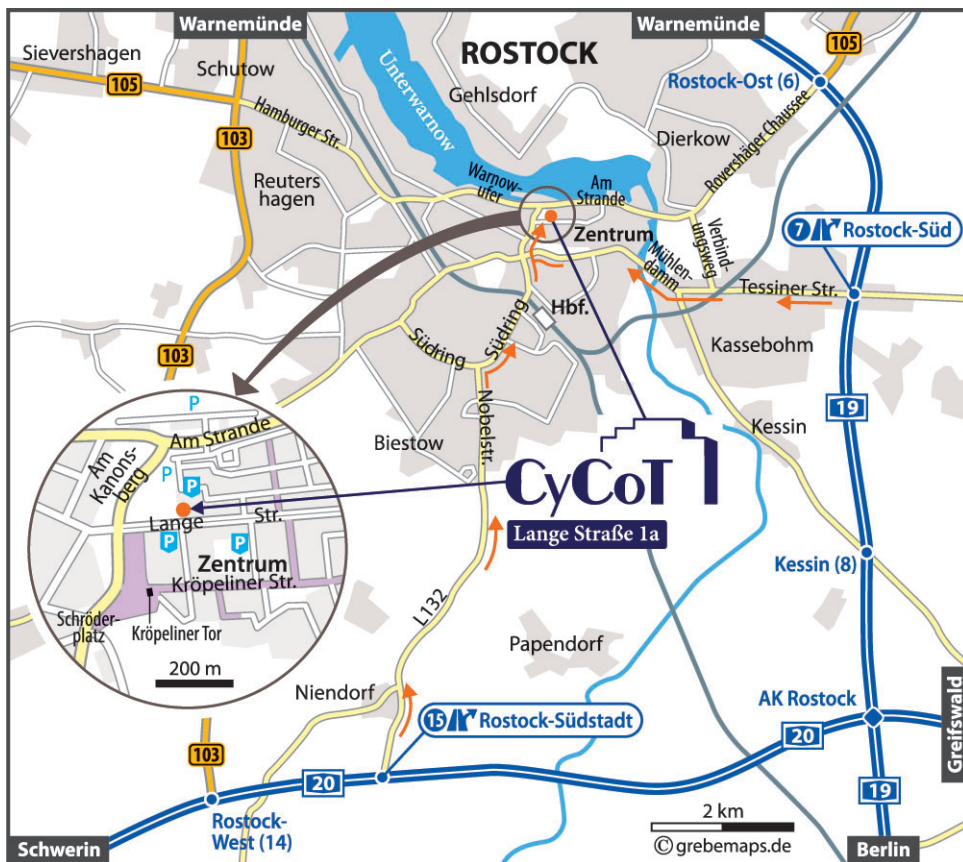 Warnemünde
Warnemünde
Sievershagen
Schutow
ROSTOCK
105
105
Rostock-Ost (6)
Unterwarnow
Gehlsdorf
Hamburger Str.
103
Dierkow
Rovershäger Chaussee
Reuters
hagen
Warnow-
ufer
Am
Strande
Zentrum
Verbind-
ungsweg
7 Rostock-Süd
Mühlen-
damm
Tessiner Str.
Hbf.
Südring
Südring
Kassebohm
103
19
Nobelstr.
P
Am Strande
Biestow
Kessin
Am
Kanons-
berg
P
P
CyCoT
Lange Straße 1a
Lange Str.
P
P
Zentrum
Kröpeliner Str.
Kessin (8)
Schröder-
platz
Kröpeliner Tor
L132
200 m
Papendorf
Niendorf
AK Rostock
Greifswald
15 Rostock-Südstadt
20
103
20
19
Rostock-
West (14)
2 km
© grebemaps.de
Schwerin
Berlin